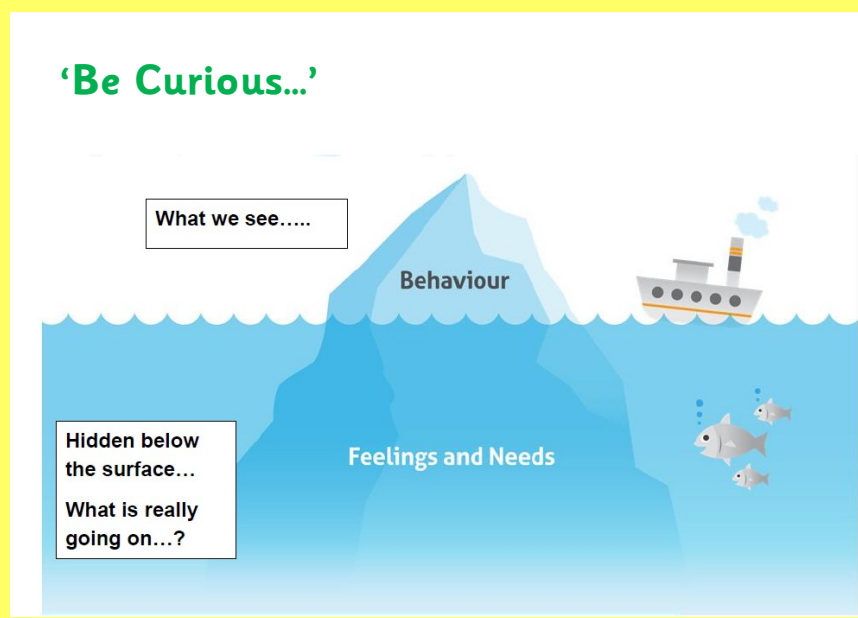 ‘Be Curious...’
What we see…..
Behaviour
Hidden below
the surface…
What is really
going on…?
Feelings and Needs